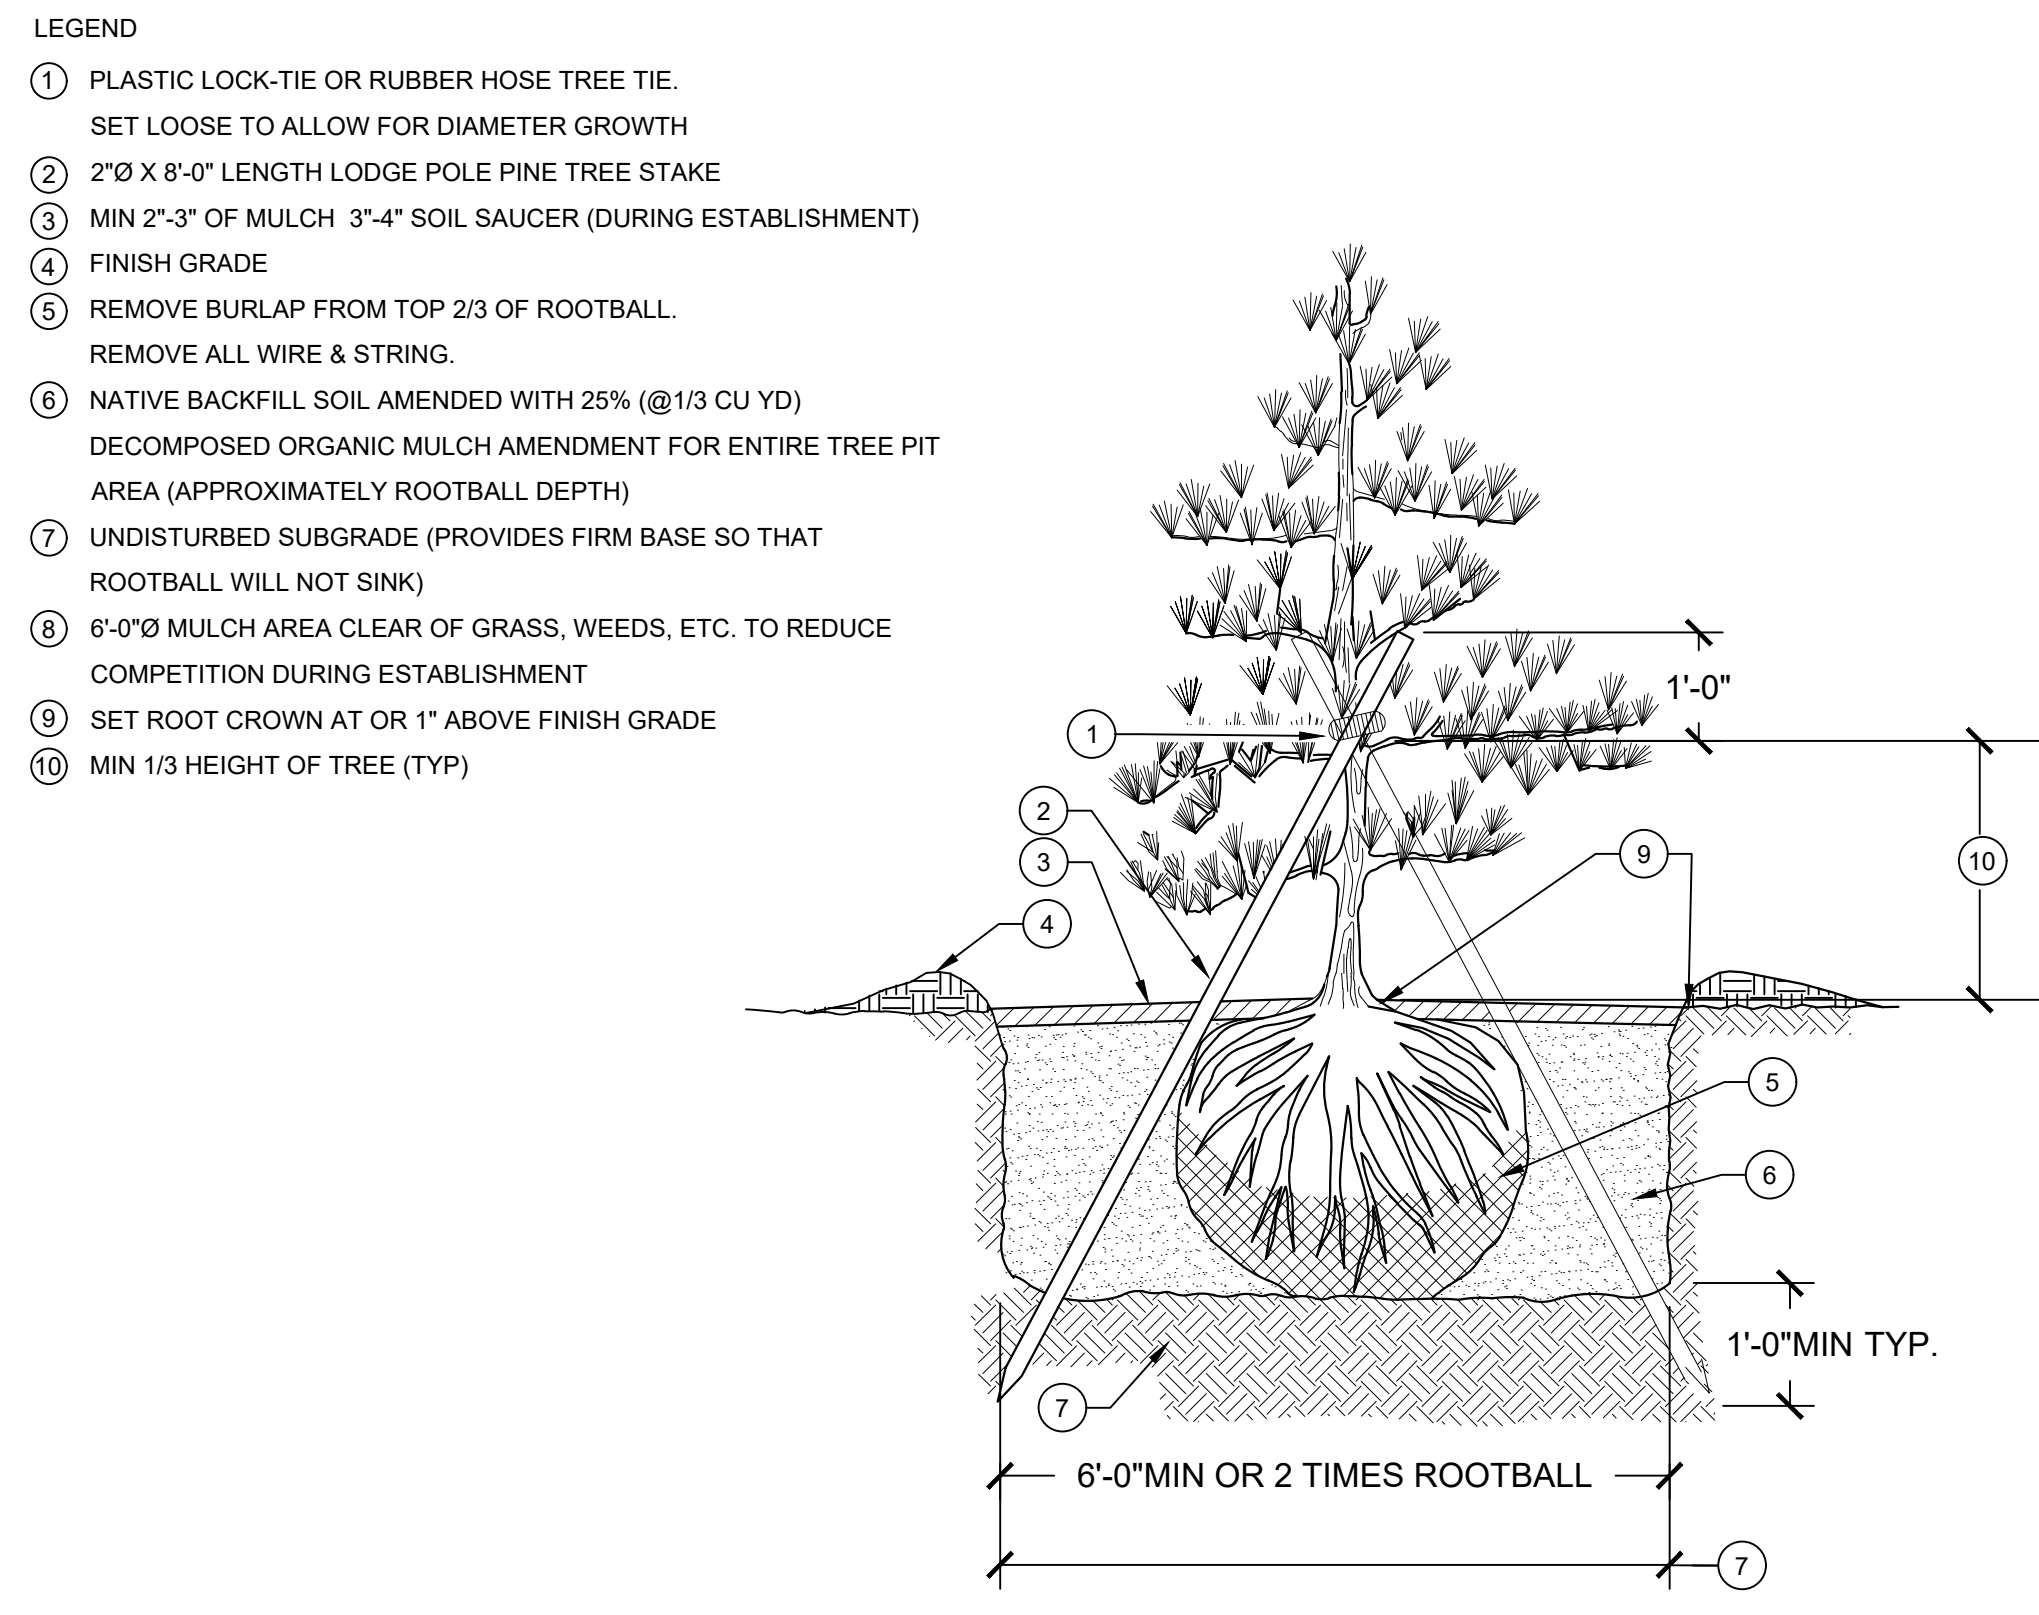 LEGEND
1 PLASTIC LOCK-TIE OR RUBBER HOSE TREE TIE.
SET LOOSE TO ALLOW FOR DIAMETER GROWTH
2 2"Ø X 8'-0" LENGTH LODGE POLE PINE TREE STAKE
3 MIN 2"-3" OF MULCH 3"-4" SOIL SAUCER (DURING ESTABLISHMENT)
4 FINISH GRADE
5 REMOVE BURLAP FROM TOP 2/3 OF ROOTBALL.
REMOVE ALL WIRE & STRING.
6 NATIVE BACKFILL SOIL AMENDED WITH 25% (@1/3 CU YD)
DECOMPOSED ORGANIC MULCH AMENDMENT FOR ENTIRE TREE PIT
AREA (APPROXIMATELY ROOTBALL DEPTH)
7 UNDISTURBED SUBGRADE (PROVIDES FIRM BASE SO THAT
ROOTBALL WILL NOT SINK)
8 6'-0"Ø MULCH AREA CLEAR OF GRASS, WEEDS, ETC. TO REDUCE
COMPETITION DURING ESTABLISHMENT
9 SET ROOT CROWN AT OR 1" ABOVE FINISH GRADE
10 MIN 1/3 HEIGHT OF TREE (TYP)
1'-0"
1
2
3
9
10
4
5
6
1'-0"MIN TYP.
7
6'-0"MIN OR 2 TIMES ROOTBALL
7